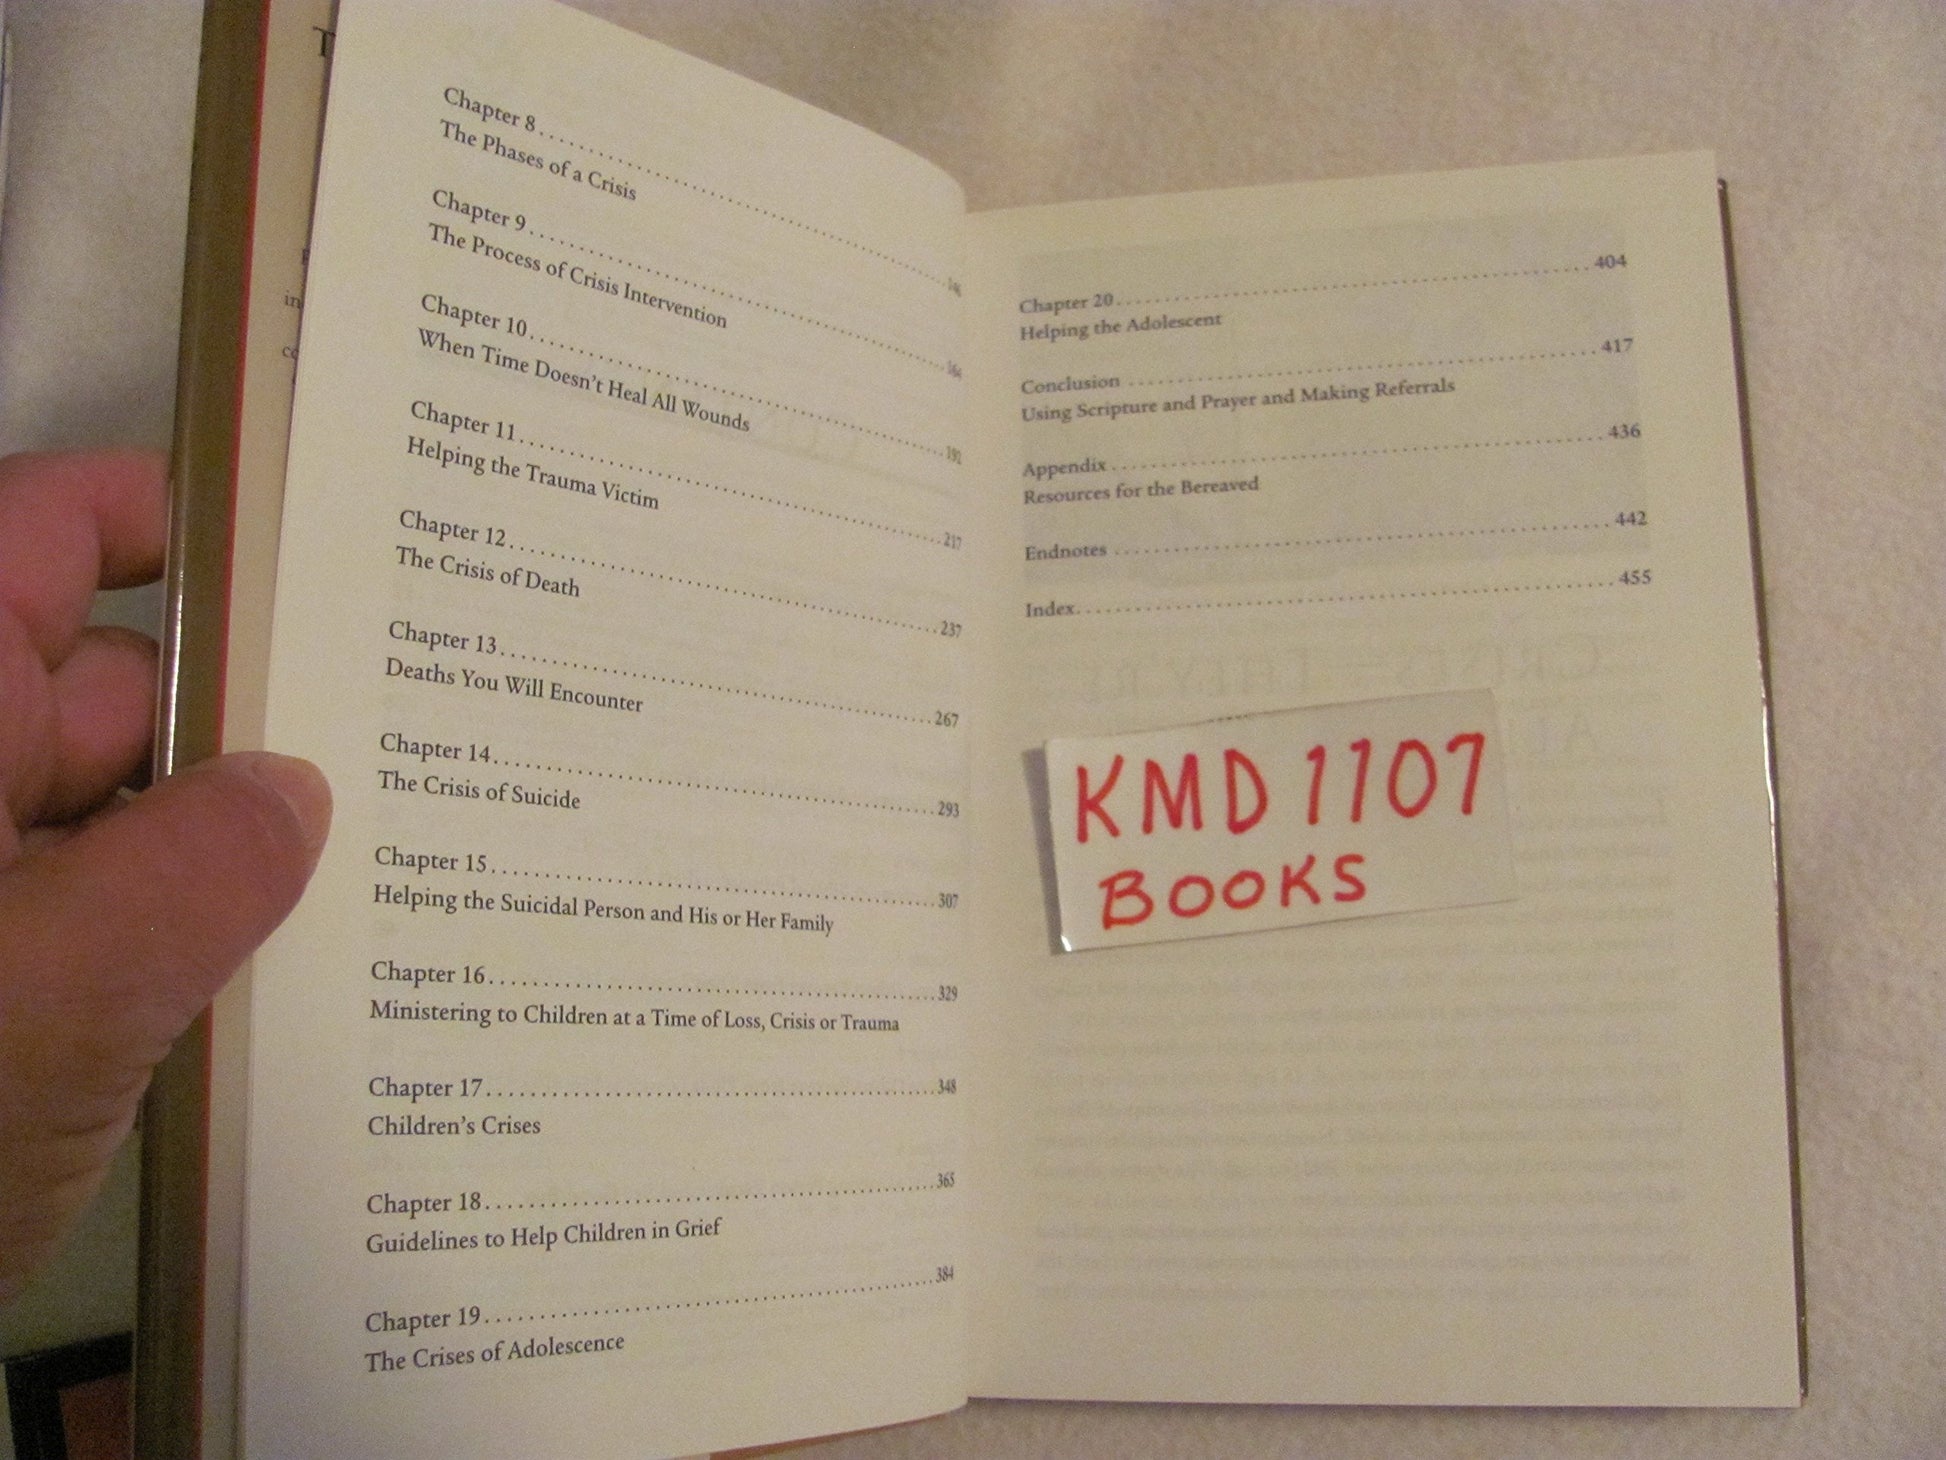 Chapter 8 ........................ 146
The Phases of a Crisis
Chapter 9 ........................ 164
The Process of Crisis Intervention
Chapter 10 ........................ 192
When Time Doesn't Heal All Wounds
Chapter 11 ........................ 217
Helping the Trauma Victim
Chapter 12 ........................ 237
The Crisis of Death
Chapter 13 ........................ 267
Deaths You Will Encounter
Chapter 14 ........................ 293
The Crisis of Suicide
Chapter 15 ........................ 307
Helping the Suicidal Person and His or Her Family
Chapter 16 ........................ 329
Ministering to Children at a Time of Loss, Crisis or Trauma
Chapter 17 ........................ 348
Children's Crises
Chapter 18 ........................ 365
Guidelines to Help Children in Grief
Chapter 19 ........................ 384
The Crises of Adolescence
Chapter 20 ........................ 404
Helping the Adolescent
Conclusion ........................ 417
Using Scripture and Prayer and Making Referrals
Appendix ........................ 436
Resources for the Bereaved
Endnotes ........................ 442
Index ........................ 455
KMD 1107
BOOKS